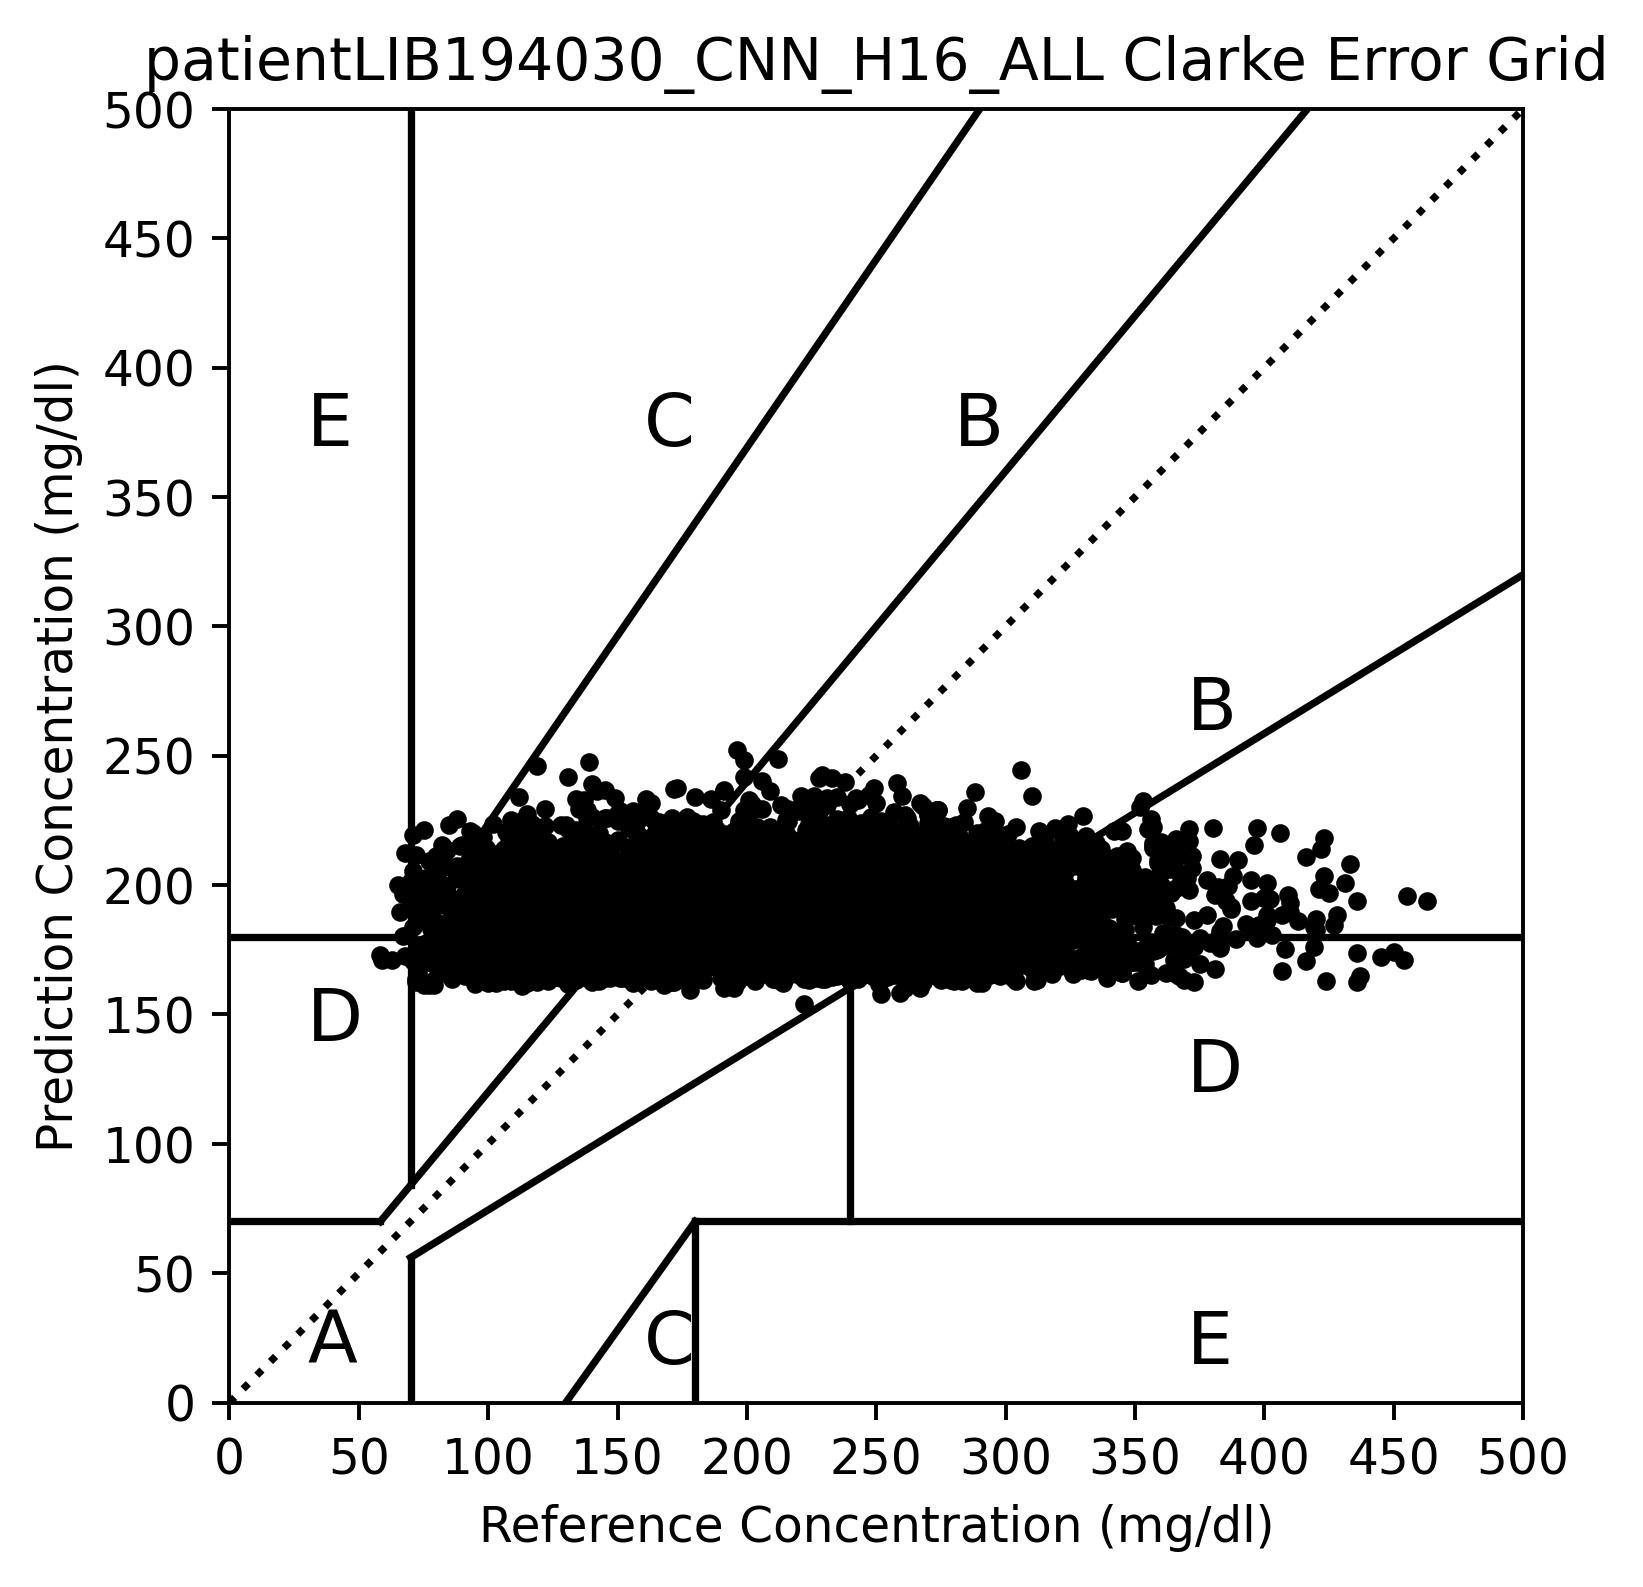 patientLIB194030_CNN_H16_ALL Clarke Error Grid
500
450
400
350
300
250
200
150
100
50
0
Prediction Concentration (mg/dl)
E
C
B
B
D
D
A
C
E
0 50 100 150 200 250 300 350 400 450 500
Reference Concentration (mg/dl)